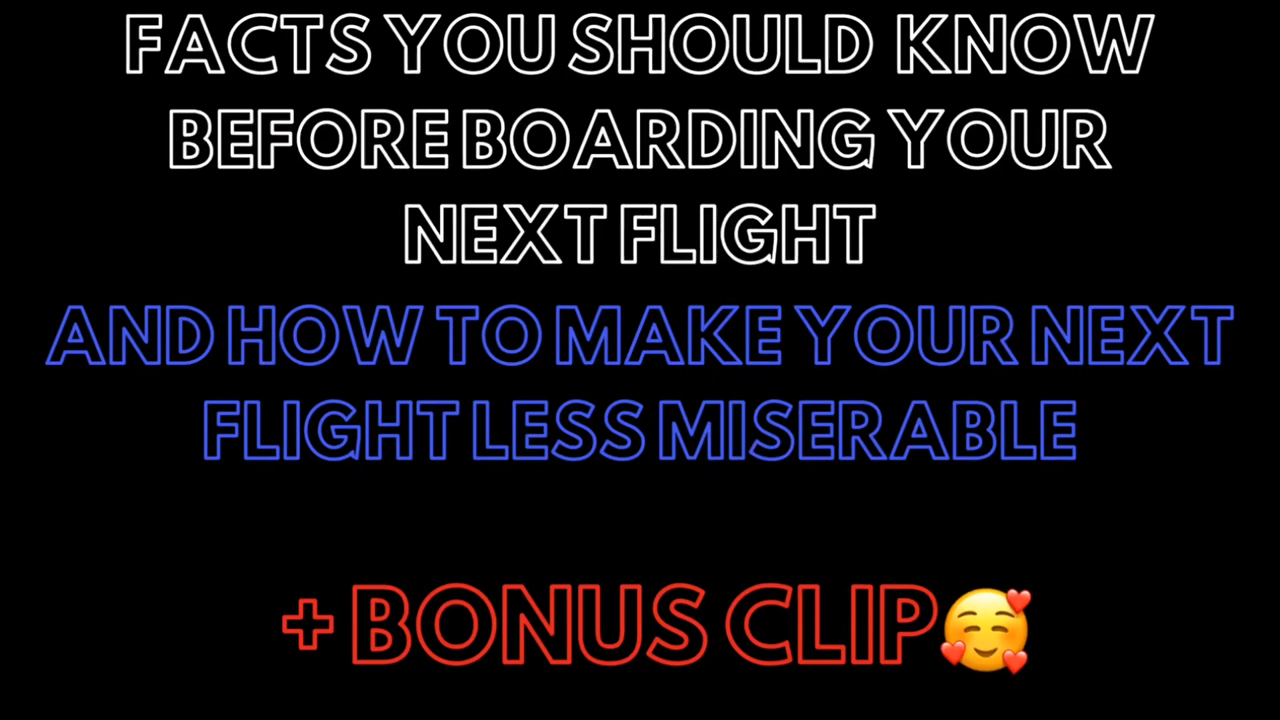 FACTS YOU SHOULD KNOW
BEFORE BOARDING YOUR
NEXT FLIGHT
AND HOW TO MAKE YOUR NEXT
FLIGHT LESS MISERABLE
+ BONUS CLIP🥰